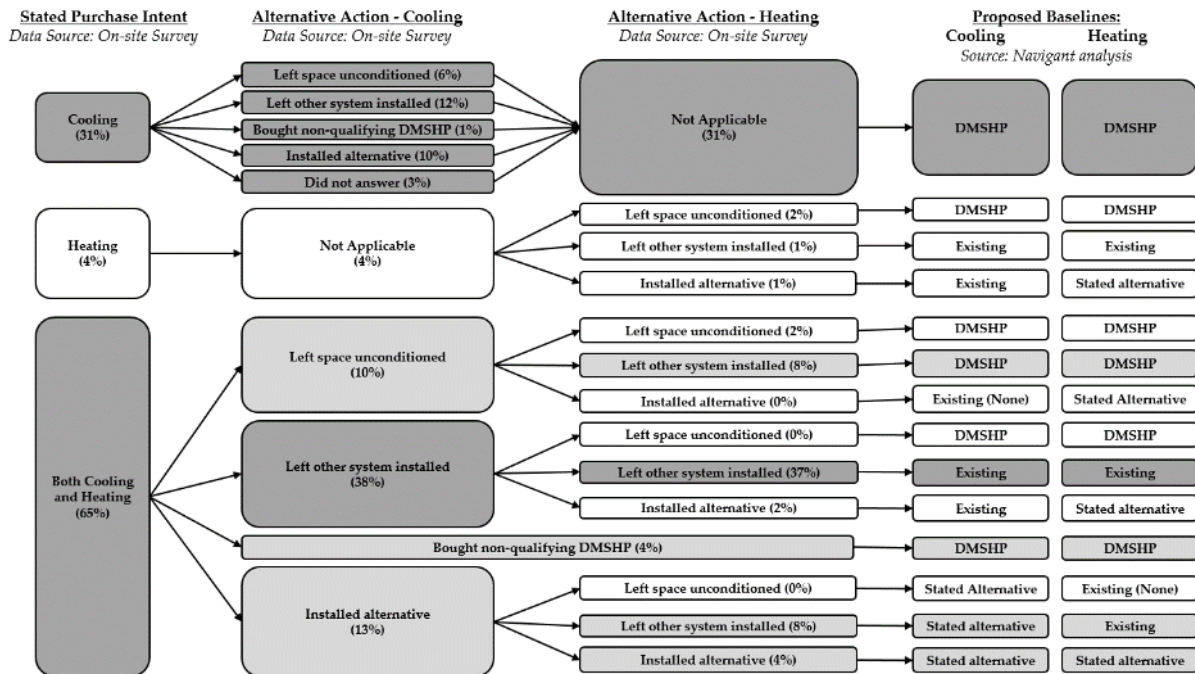 Stated Purchase Intent
Data Source: On-site Survey
Alternative Action - Cooling
Data Source: On-site Survey
Alternative Action - Heating
Data Source: On-site Survey
Proposed Baselines:
Cooling Heating
Source: Navigant analysis
Cooling
(31%)
Left space unconditioned (6%)
Left other system installed (12%)
Bought non-qualifying DMSHP (1%)
Installed alternative (10%)
Did not answer (3%)
Not Applicable
(31%)
DMSHP DMSHP
Heating
(4%)
Not Applicable
(4%)
Left space unconditioned (2%) DMSHP DMSHP
Left other system installed (1%) Existing Existing
Installed alternative (1%) Existing Stated alternative
Both Cooling
and Heating
(65%)
Left space unconditioned
(10%)
Left space unconditioned (2%) DMSHP DMSHP
Left other system installed (8%) DMSHP DMSHP
Installed alternative (0%) Existing (None) Stated Alternative
Left other system installed
(38%)
Left space unconditioned (0%) DMSHP DMSHP
Left other system installed (37%) Existing Existing
Installed alternative (2%) Existing Stated alternative
Bought non-qualifying DMSHP (4%) DMSHP DMSHP
Installed alternative
(13%)
Left space unconditioned (0%) Stated Alternative Existing (None)
Left other system installed (8%) Stated alternative Existing
Installed alternative (4%) Stated alternative Stated alternative